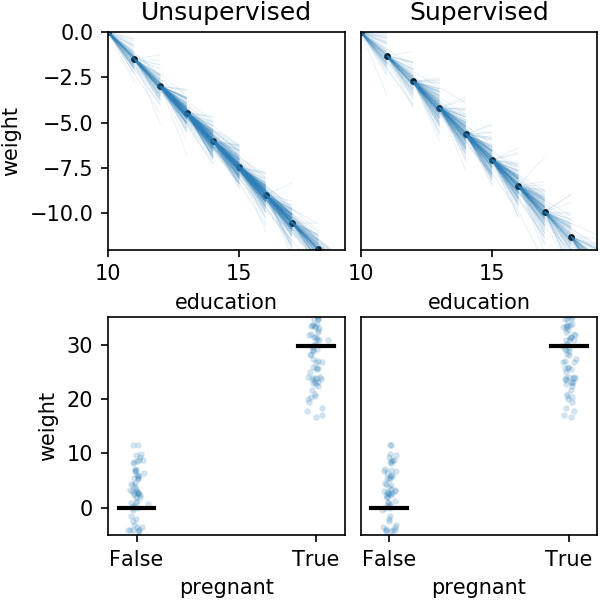 Unsupervised Supervised
0.0
−2.5
−5.0
−7.5
−10.0
weight
10 15 10 15
education education
30
20
10
0
weight
False True False True
pregnant pregnant